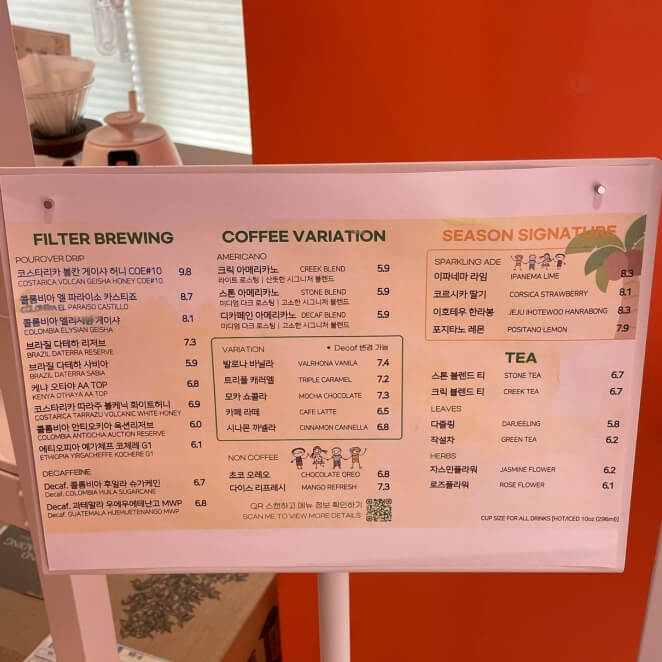 FILTER BREWING
POUROVER DRIP
코스타리카 볼칸 게이샤 허니 COE#10 9.8
COSTARICA VOLCAN GEISHA HONEY COE#10
콜롬비아 엘 파라이소 카스티죠 8.7
COLOMBIA EL PARAISO CASTILLO
콜롬비아 엘리시안 게이샤 8.1
COLOMBIA ELYSIAN GEISHA
브라질 다테하 리저브 7.3
BRAZIL DATERRA RESERVE
브라질 다테하 사비아 5.9
BRAZIL DATERRA SABIA
케냐 오타야 AA TOP 6.8
KENYA OTHAYA AA TOP
코스타리카 따라주 볼케닉 화이트허니 6.9
COSTARICA TARRAZU VOLCANIC WHITE HONEY
콜롬비아 안티오키아 옥션리저브 6.0
COLOMBIA ANTIOCHIA AUCTION RESERVE
에티오피아 예가체프 코체레 G1 6.1
ETHIOPIA YIRGCHEFFE KOCHERE G1
DECAFFEINE
Decaf. 콜롬비아 후일라 슈가케인 6.7
Decaf. COLOMBIA HUILA SUGARCANE
Decaf. 과테말라 우에우에테난고 MWP 6.8
Decaf. GUATEMALA HUEMUETENANGO MWP
COFFEE VARIATION
AMERICANO
크릭 아메리카노 CREEK BLEND 5.9
라이트 로스팅 | 산뜻한 시그니처 블렌드
스톤 아메리카노 STONE BLEND 5.9
미디엄 다크 로스팅 | 고소한 시그니처 블렌드
디카페인 아메리카노 DECAF BLEND 5.9
미디엄 다크 로스팅 | 고소한 시그니처 블렌드
VARIATION • Decaf 변경 가능
발로나 바닐라 VALRHONA VANILA 7.4
트리플 캐러멜 TRIPLE CARAMEL 7.2
모카 쇼콜라 MOCHA CHOCOLATE 7.3
카페 라떼 CAFE LATTE 6.5
시나몬 까넬라 CINNAMON CANNELLA 6.8
NON COFFEE
초코 오레오 CHOCOLATE OREO 6.8
다이스 리프레시 MANGO REFRESH 7.3
QR 스캔하고 메뉴 정보 확인하기
SCAN ME TO VIEW MORE DETAILS
SEASON SIGNATURE
SPARKLING ADE
이파네마 라임 IPANEMA LIME 8.3
코르시카 딸기 CORSICA STRAWBERRY 8.1
이호테우 한라봉 JEJU IHOTEWOO HANRABONG 8.3
포지타노 레몬 POSITANO LEMON 7.9
TEA
스톤 블렌드 티 STONE TEA 6.7
크릭 블렌드 티 CREEK TEA 6.7
LEAVES
다즐링 DARJEELING 5.8
작설차 GREEN TEA 6.2
HERBS
자스민플라워 JASMINE FLOWER 6.2
로즈플라워 ROSE FLOWER 6.1
CUP SIZE FOR ALL DRINKS [HOT/ICED 10oz (296ml)]